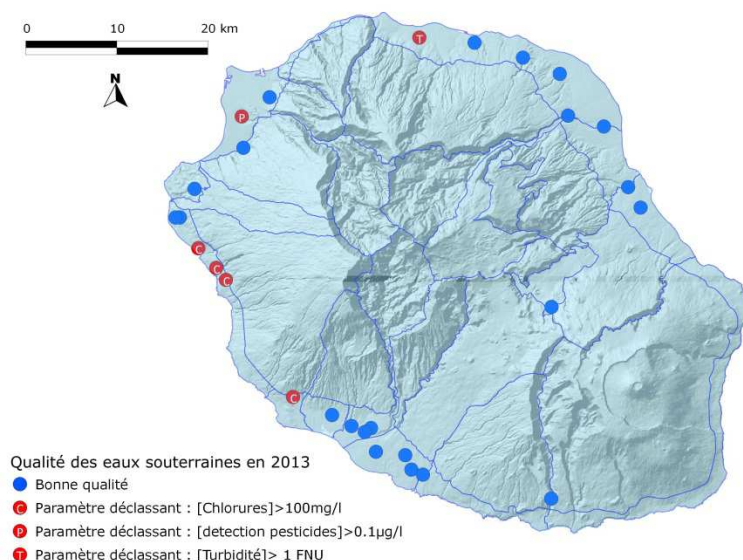 0 10 20 km
N
T
P
C
C
C
C
Qualité des eaux souterraines en 2013
Bonne qualité
C Paramètre déclassant : [Chlorures]>100mg/l
P Paramètre déclassant : [detection pesticides]>0.1µg/l
T Paramètre déclassant : [Turbidité]> 1 FNU